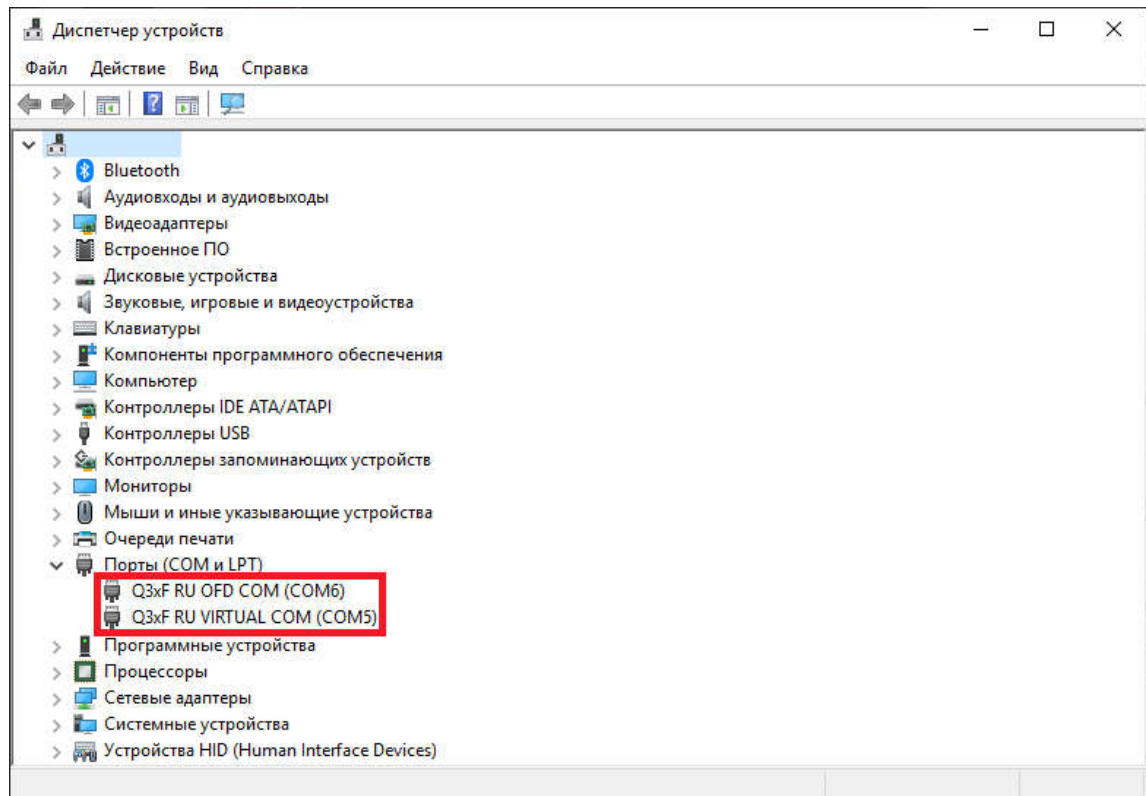 Диспетчер устройств
Файл Действие Вид Справка
Bluetooth
Аудиовходы и аудиовыходы
Видеоадаптеры
Встроенное ПО
Дисковые устройства
Звуковые, игровые и видеоустройства
Клавиатуры
Компоненты программного обеспечения
Компьютер
Контроллеры IDE ATA/ATAPI
Контроллеры USB
Контроллеры запоминающих устройств
Мониторы
Мыши и иные указывающие устройства
Очереди печати
Порты (COM и LPT)
Q3xF RU OFD COM (COM6)
Q3xF RU VIRTUAL COM (COM5)
Программные устройства
Процессоры
Сетевые адаптеры
Системные устройства
Устройства HID (Human Interface Devices)